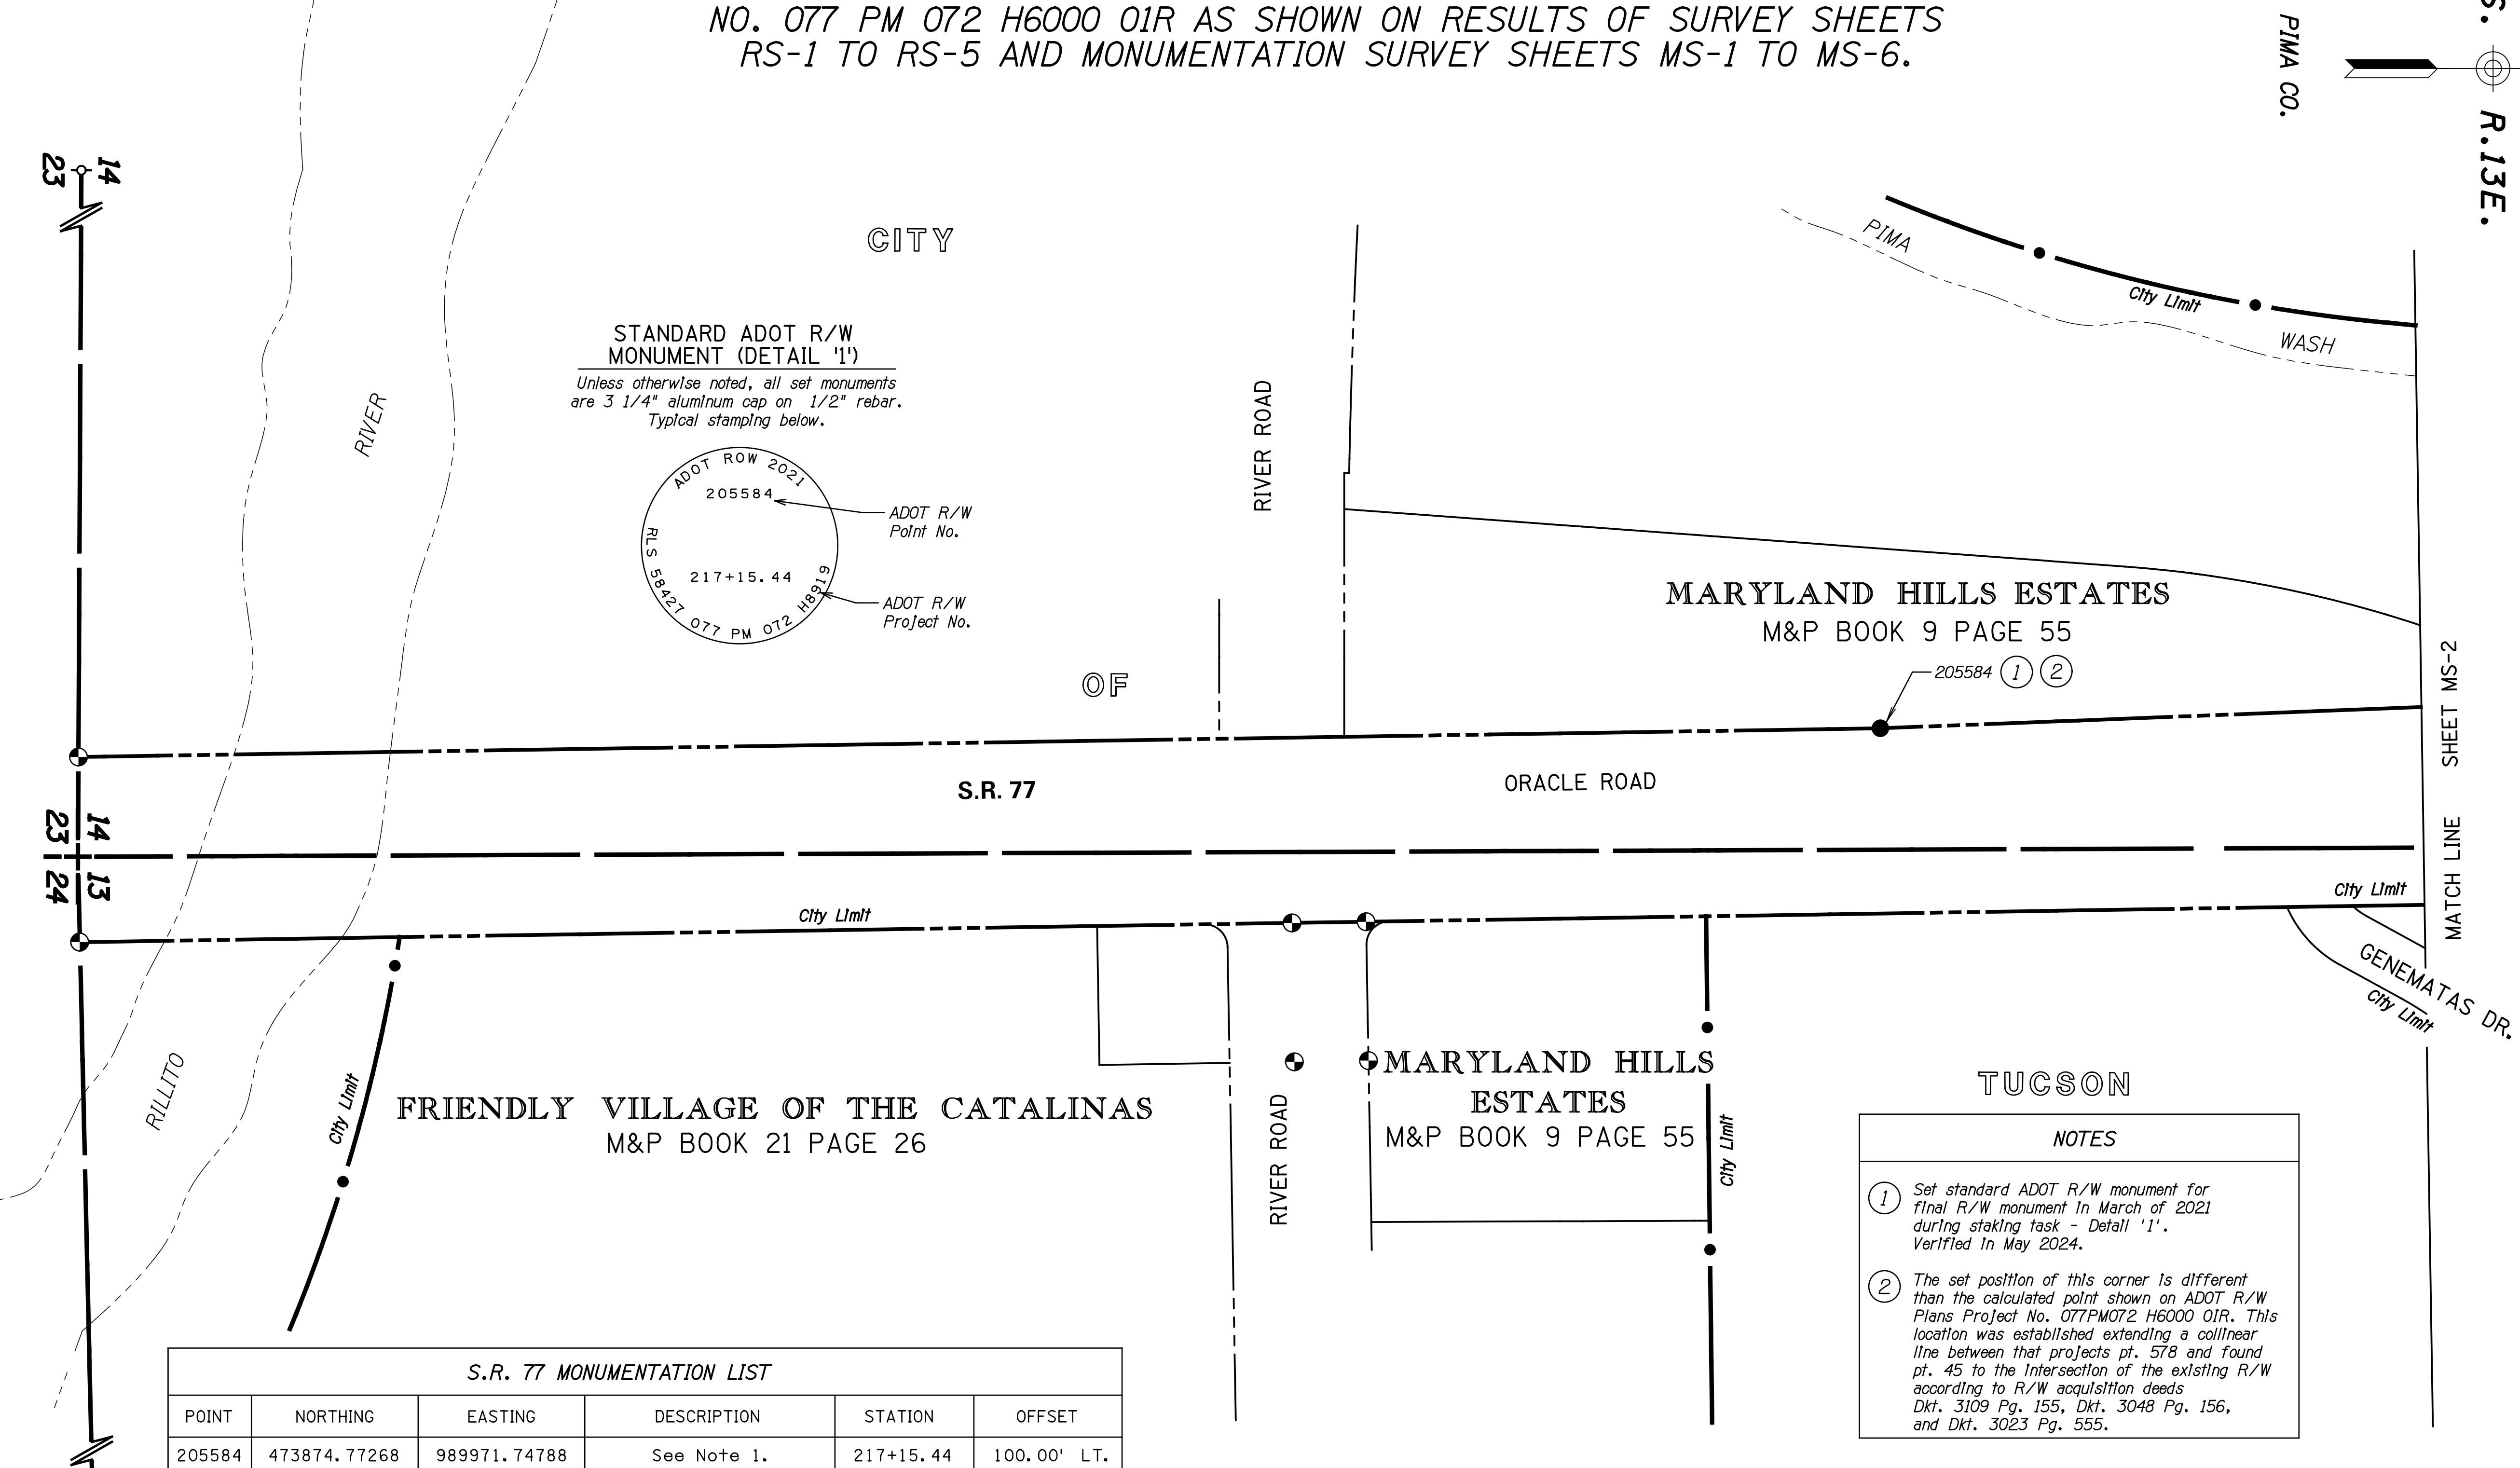 NO. 077 PM 072 H6000 01R AS SHOWN ON RESULTS OF SURVEY SHEETS
RS-1 TO RS-5 AND MONUMENTATION SURVEY SHEETS MS-1 TO MS-6.
PIMA CO.
S.
R.13E.
14
23
CITY
PIMA
City Limit
WASH
STANDARD ADOT R/W
MONUMENT (DETAIL '1')
Unless otherwise noted, all set monuments
are 3 1/4" aluminum cap on 1/2" rebar.
Typical stamping below.
RIVER
RIVER ROAD
ADOT ROW 2021
205584
217+15.44
RLS 58427 077 PM 072 H8919
ADOT R/W
Point No.
ADOT R/W
Project No.
MARYLAND HILLS ESTATES
M&P BOOK 9 PAGE 55
205584 1 2
OF
SHEET MS-2
MATCH LINE
S.R. 77
ORACLE ROAD
14
23
13
24
City Limit
City Limit
GENEMATAS DR.
City Limit
RILLITO
City Limit
FRIENDLY VILLAGE OF THE CATALINAS
M&P BOOK 21 PAGE 26
RIVER ROAD
MARYLAND HILLS
ESTATES
M&P BOOK 9 PAGE 55
City Limit
TUCSON
NOTES
1 Set standard ADOT R/W monument for
final R/W monument in March of 2021
during staking task - Detail '1'.
Verified in May 2024.
2 The set position of this corner is different
than the calculated point shown on ADOT R/W
Plans Project No. 077PM072 H6000 01R. This
location was established extending a collinear
line between that projects pt. 578 and found
pt. 45 to the intersection of the existing R/W
according to R/W acquisition deeds
Dkt. 3109 Pg. 155, Dkt. 3048 Pg. 156,
and Dkt. 3023 Pg. 555.
S.R. 77 MONUMENTATION LIST
POINT NORTHING EASTING DESCRIPTION STATION OFFSET
205584 473874.77268 989971.74788 See Note 1. 217+15.44 100.00' LT.